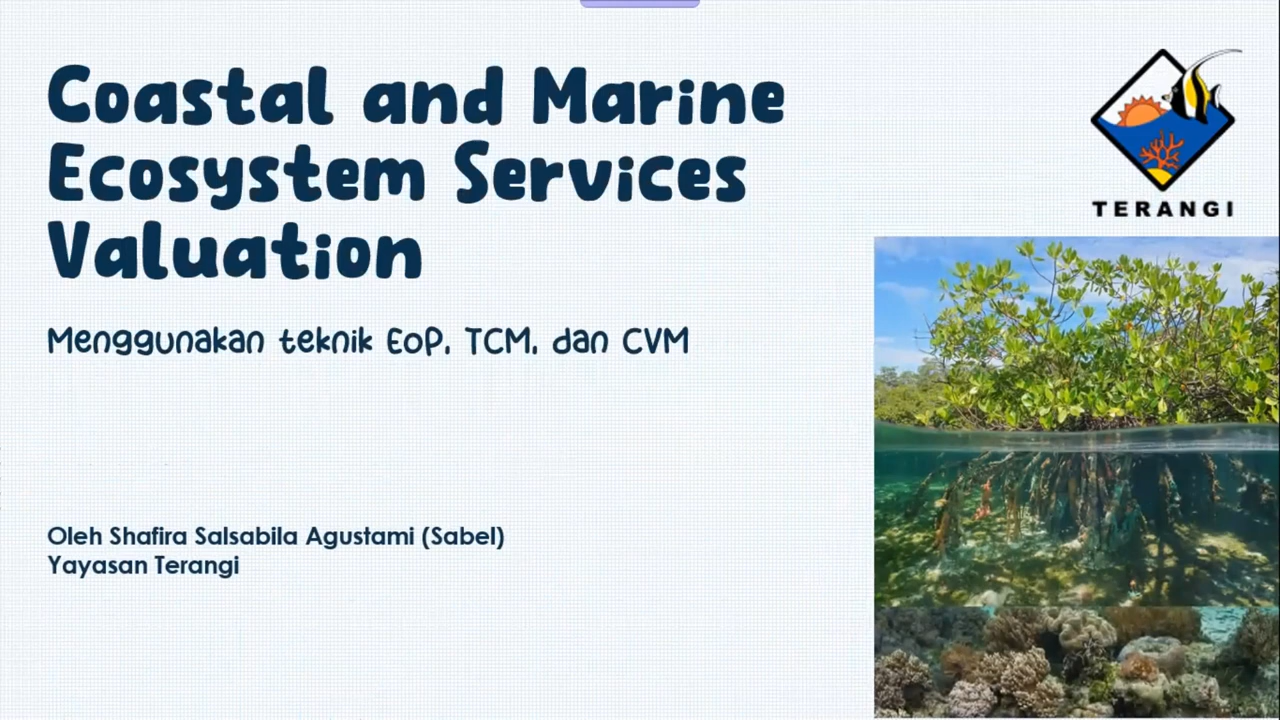 Coastal and Marine
Ecosystem Services
Valuation
Menggunakan teknik EoP, TCM, dan CVM
Oleh Shafira Salsabila Agustami (Sabel)
Yayasan Terangi
TERANGI